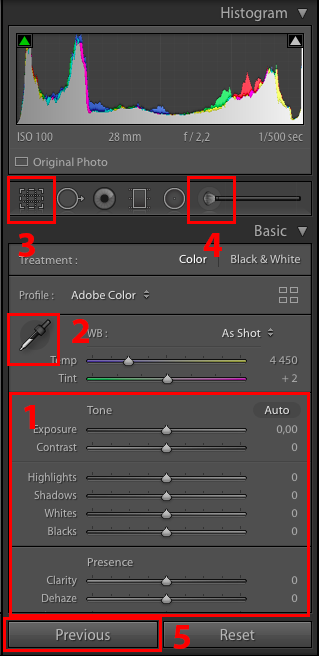 Histogram
ISO 100 28 mm f / 2,2 1/500 sec
Original Photo
3 4
Basic
Treatment : Color Black & White
Profile : Adobe Color
2 WB : As Shot
Temp 4 450
Tint + 2
1 Tone Auto
Exposure 0,00
Contrast 0
Highlights 0
Shadows 0
Whites 0
Blacks 0
Presence
Clarity 0
Dehaze 0
Previous 5 Reset